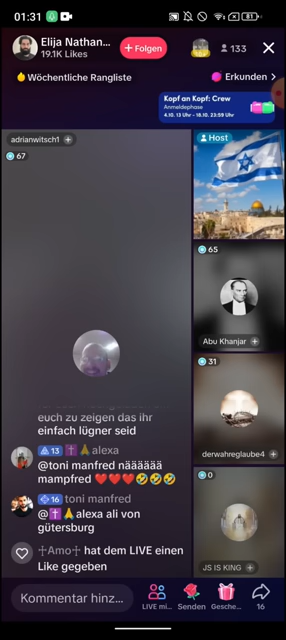 01:31
81
Elija Nathan...
19.1K Likes
+ Folgen
133
Wöchentliche Rangliste
Erkunden >
Kopf an Kopf: Crew
Anmeldephase
4.10. 13 Uhr - 18.10. 23:59 Uhr
adrianwitsch1 +
67
Host
65
Abu Khanjar +
31
derwahreglaube4 +
0
JS IS KING +
euch zu zeigen das ihr
einfach lügner seid
13 ✝️🙏alexa
@toni manfred näääääää
mampfred ❤️❤️❤️🤣🤣🤣
16 toni manfred
@✝️🙏alexa ali von
gütersburg
☩Amo☩ hat dem LIVE einen
Like gegeben
Kommentar hinz...
LIVE mi...
Senden
Gesche...
16